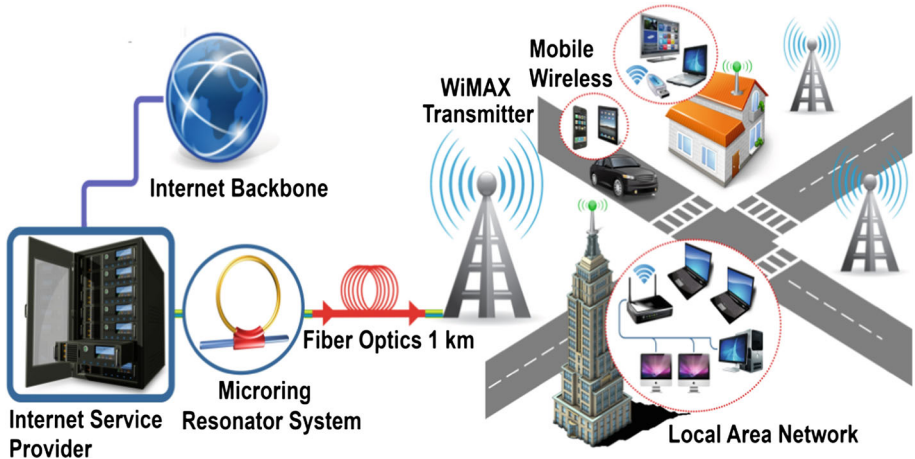 Internet Backbone
Internet Service
Provider
Microring
Resonator System
Fiber Optics 1 km
WiMAX
Transmitter
Mobile
Wireless
Local Area Network